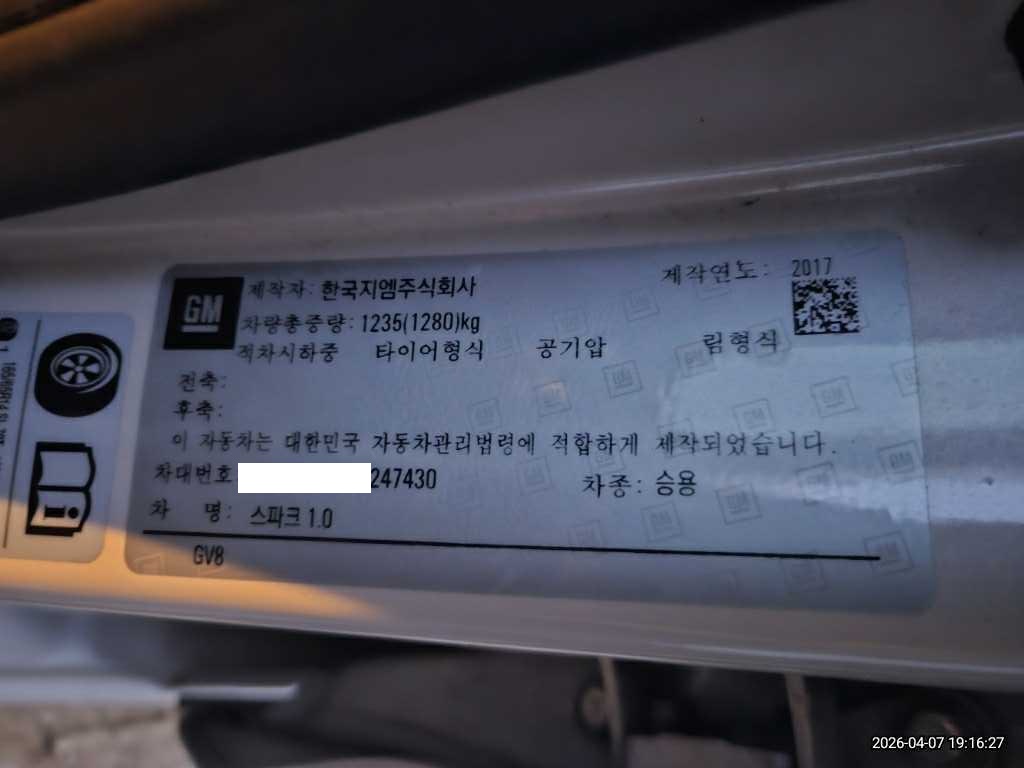 GM
제작자: 한국지엠주식회사
제작연도: 2017
차량총중량: 1235(1280)kg
적차시하중 타이어형식 공기압 림형식
전축:
후축:
이 자동차는 대한민국 자동차관리법령에 적합하게 제작되었습니다.
차대번호 247430 차종: 승용
차 명: 스파크 1.0
GV8
2026-04-07 19:16:27